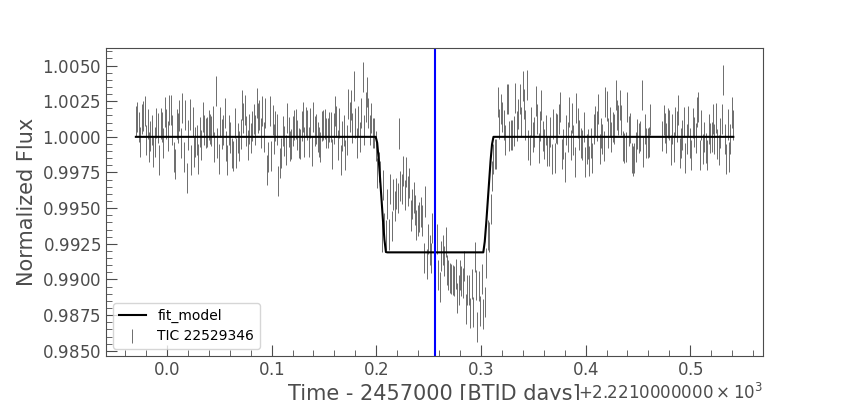 1.0050
1.0025
1.0000
0.9975
0.9950
0.9925
0.9900
0.9875
0.9850
Normalized Flux
fit_model
TIC 22529346
0.0 0.1 0.2 0.3 0.4 0.5
Time - 2457000 [BTJD days]
+2.2210000000 × 10³